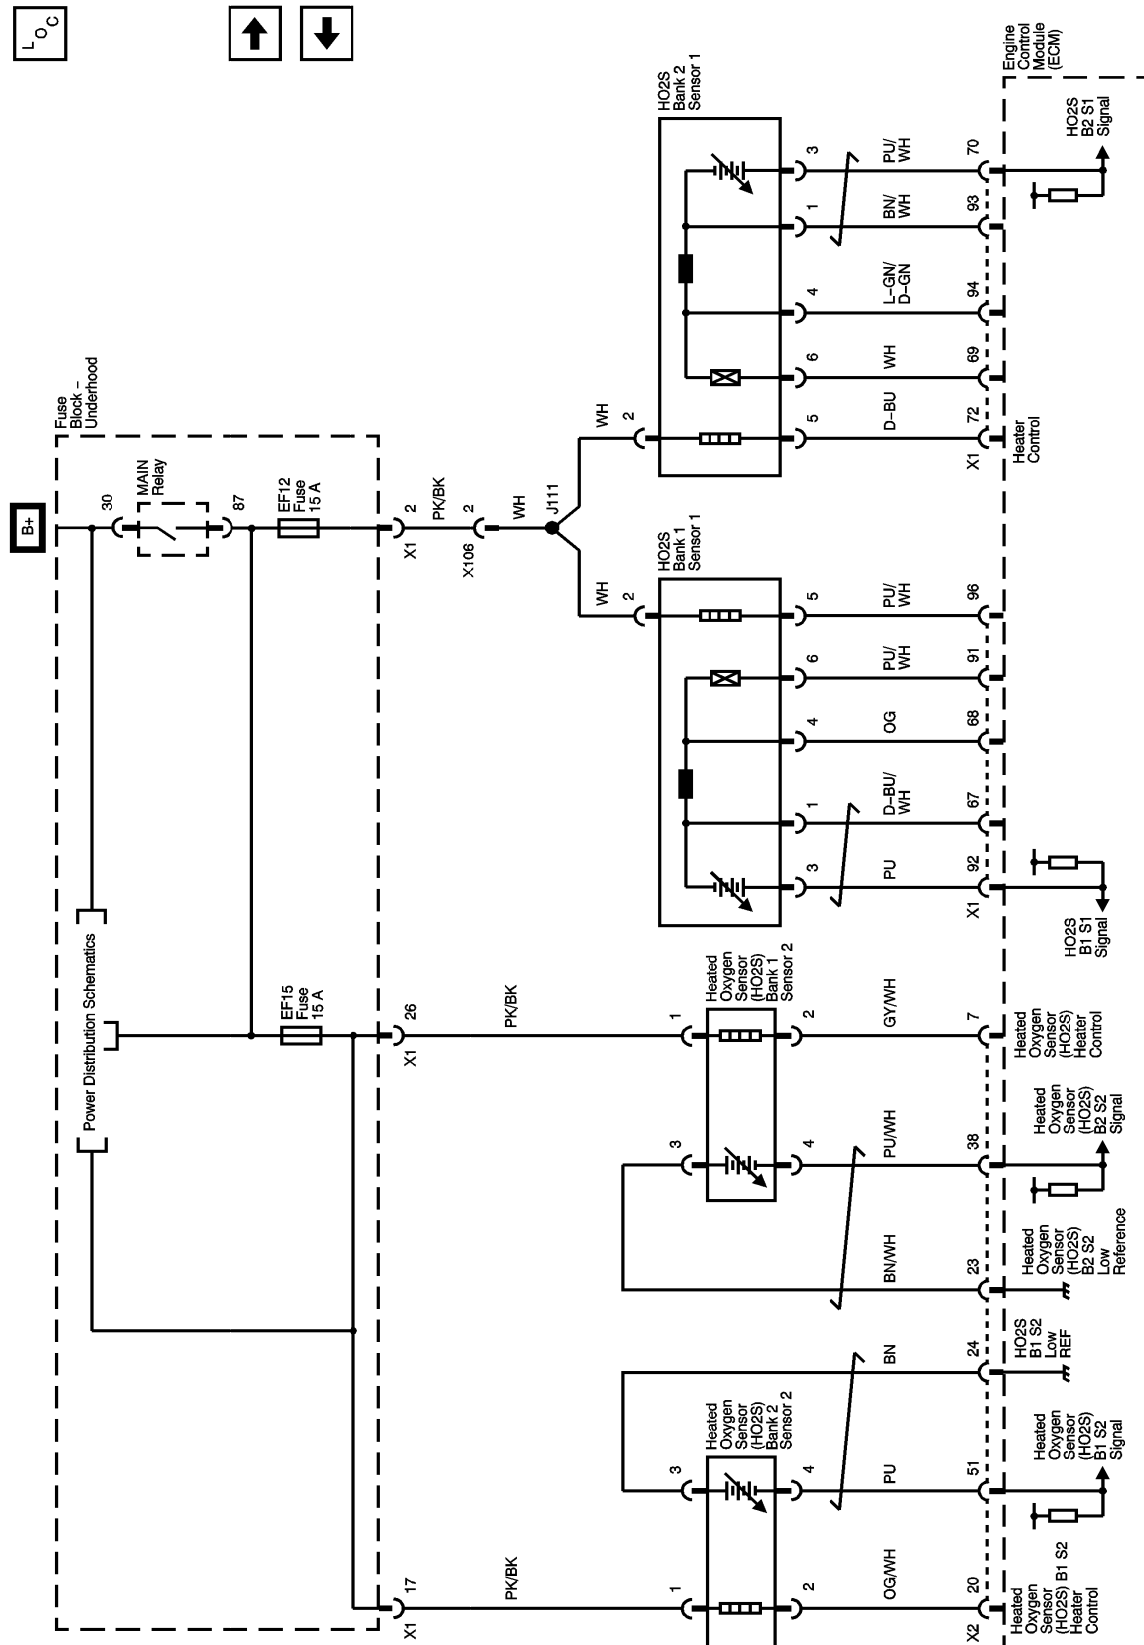 LOC
B+
Fuse
Block –
Underhood
Power Distribution Schematics
30
MAIN
Relay
87
EF12
Fuse
15 A
EF15
Fuse
15 A
X1
2
PK/BK
X106
2
WH
J111
WH
2
WH
2
X1
26
PK/BK
X1
17
PK/BK
HO2S
Bank 2
Sensor 1
3
1
4
6
5
PU/
WH
BN/
WH
L–GN/
D–GN
WH
D–BU
70
93
94
69
72
X1
Engine
Control
Module
(ECM)
HO2S
B2 S1
Signal
Heater
Control
HO2S
Bank 1
Sensor 1
5
6
4
1
3
PU/
WH
PU/
WH
OG
D–BU/
WH
PU
96
91
68
67
92
X1
HO2S
B1 S1
Signal
Heated
Oxygen
Sensor
(HO2S)
Bank 1
Sensor 2
1
2
3
4
GY/WH
PU/WH
BN/WH
7
38
23
Heated
Oxygen
Sensor
(HO2S)
Heater
Control
Heated
Oxygen
Sensor
(HO2S)
B2 S2
Signal
Heated
Oxygen
Sensor
(HO2S)
B2 S2
Low
Reference
Heated
Oxygen
Sensor
(HO2S)
Bank 2
Sensor 2
3
4
1
2
BN
PU
OG/WH
24
51
20
X2
HO2S
B1 S2
Low
REF
Heated
Oxygen
Sensor
(HO2S)
B1 S2
Signal
Heated
Oxygen
Sensor
(HO2S) B1 S2
Heater
Control